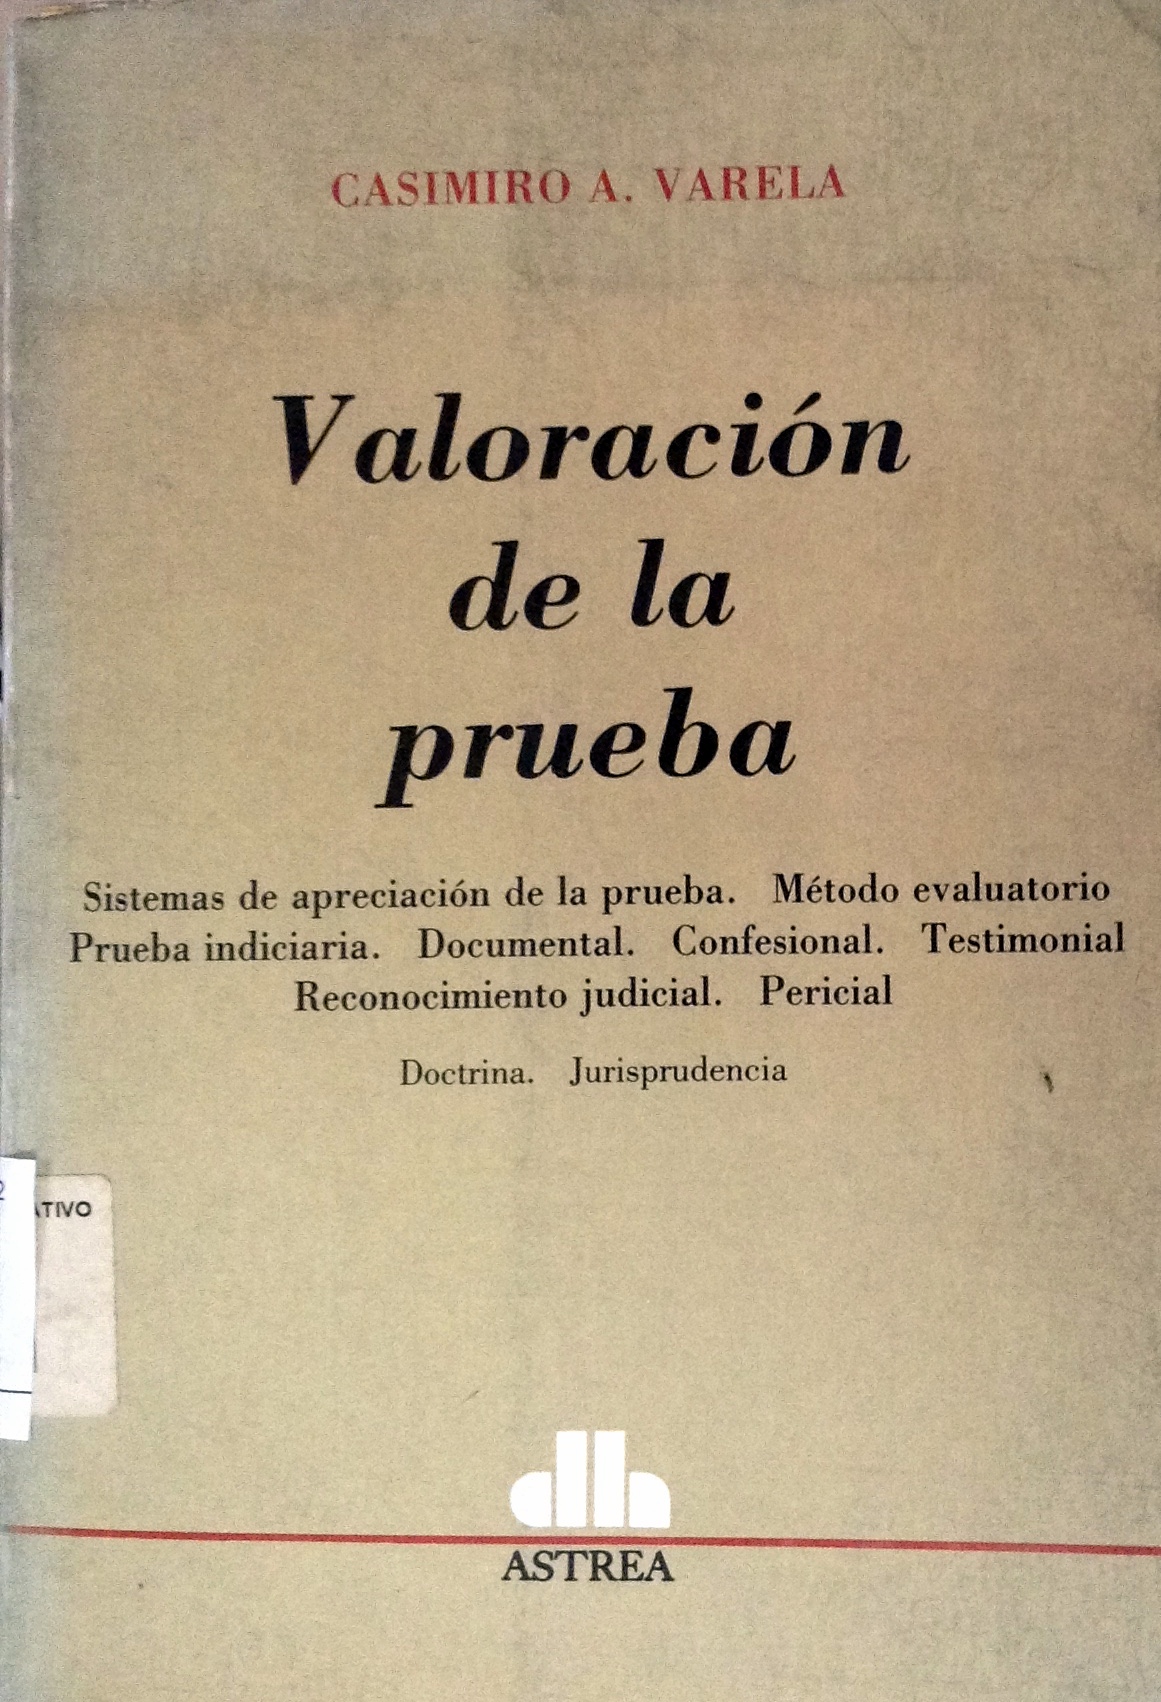 CASIMIRO A. VARELA
Valoración
de la
prueba
Sistemas de apreciación de la prueba. Método evaluatorio
Prueba indiciaria. Documental. Confesional. Testimonial
Reconocimiento judicial. Pericial
Doctrina. Jurisprudencia
dh
ASTREA